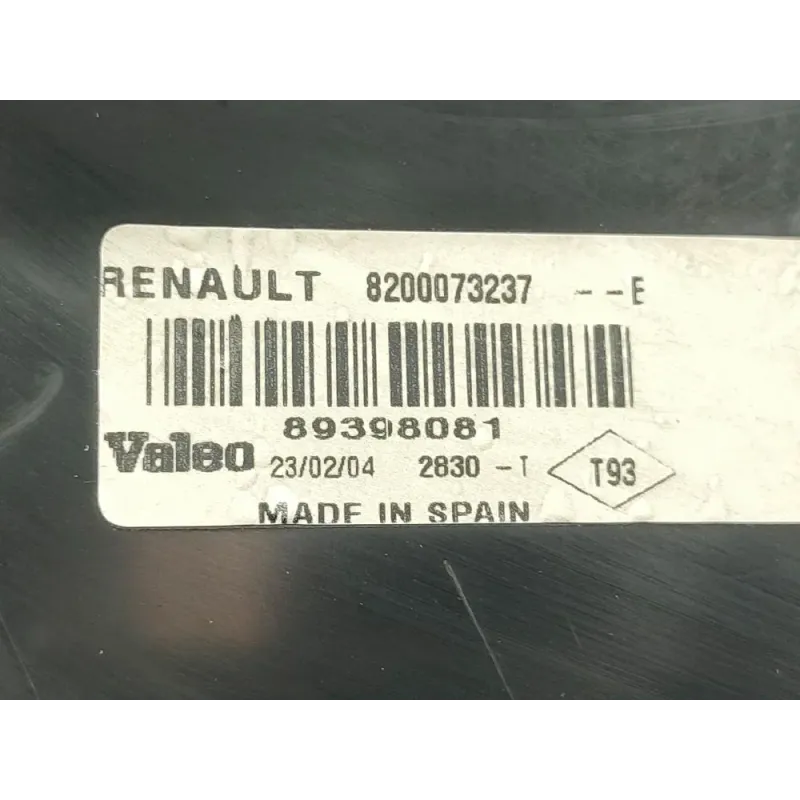 RENAULT 8200073237 --E
89398081
Valeo 23/02/04 2830 -T T93
MADE IN SPAIN